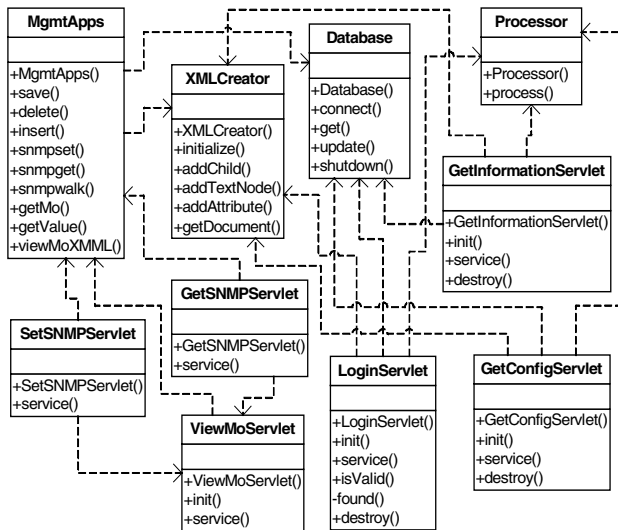 MgmtApps
+MgmtApps()
+save()
+delete()
+insert()
+snmpset()
+snmpget()
+snmpwalk()
+getMo()
+getValue()
+viewMoXMML()
XMLCreator
+XMLCreator()
+initialize()
+addChild()
+addTextNode()
+addAttribute()
+getDocument()
Database
+Database()
+connect()
+get()
+update()
+shutdown()
Processor
+Processor()
+process()
GetInformationServlet
+GetInformationServlet()
+init()
+service()
+destroy()
GetSNMPServlet
+GetSNMPServlet()
+service()
SetSNMPServlet
+SetSNMPServlet()
+service()
ViewMoServlet
+ViewMoServlet()
+init()
+service()
LoginServlet
+LoginServlet()
+init()
+service()
+isValid()
-found()
+destroy()
GetConfigServlet
+GetConfigServlet()
+init()
+service()
+destroy()